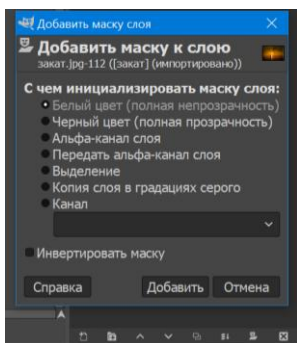 Добавить маску слоя
Добавить маску к слою
закат.jpg-112 ([закат] (импортировано))
С чем инициализировать маску слоя:
Белый цвет (полная непрозрачность)
Черный цвет (полная прозрачность)
Альфа-канал слоя
Передать альфа-канал слоя
Выделение
Копия слоя в градациях серого
Канал
Инвертировать маску
Справка Добавить Отмена